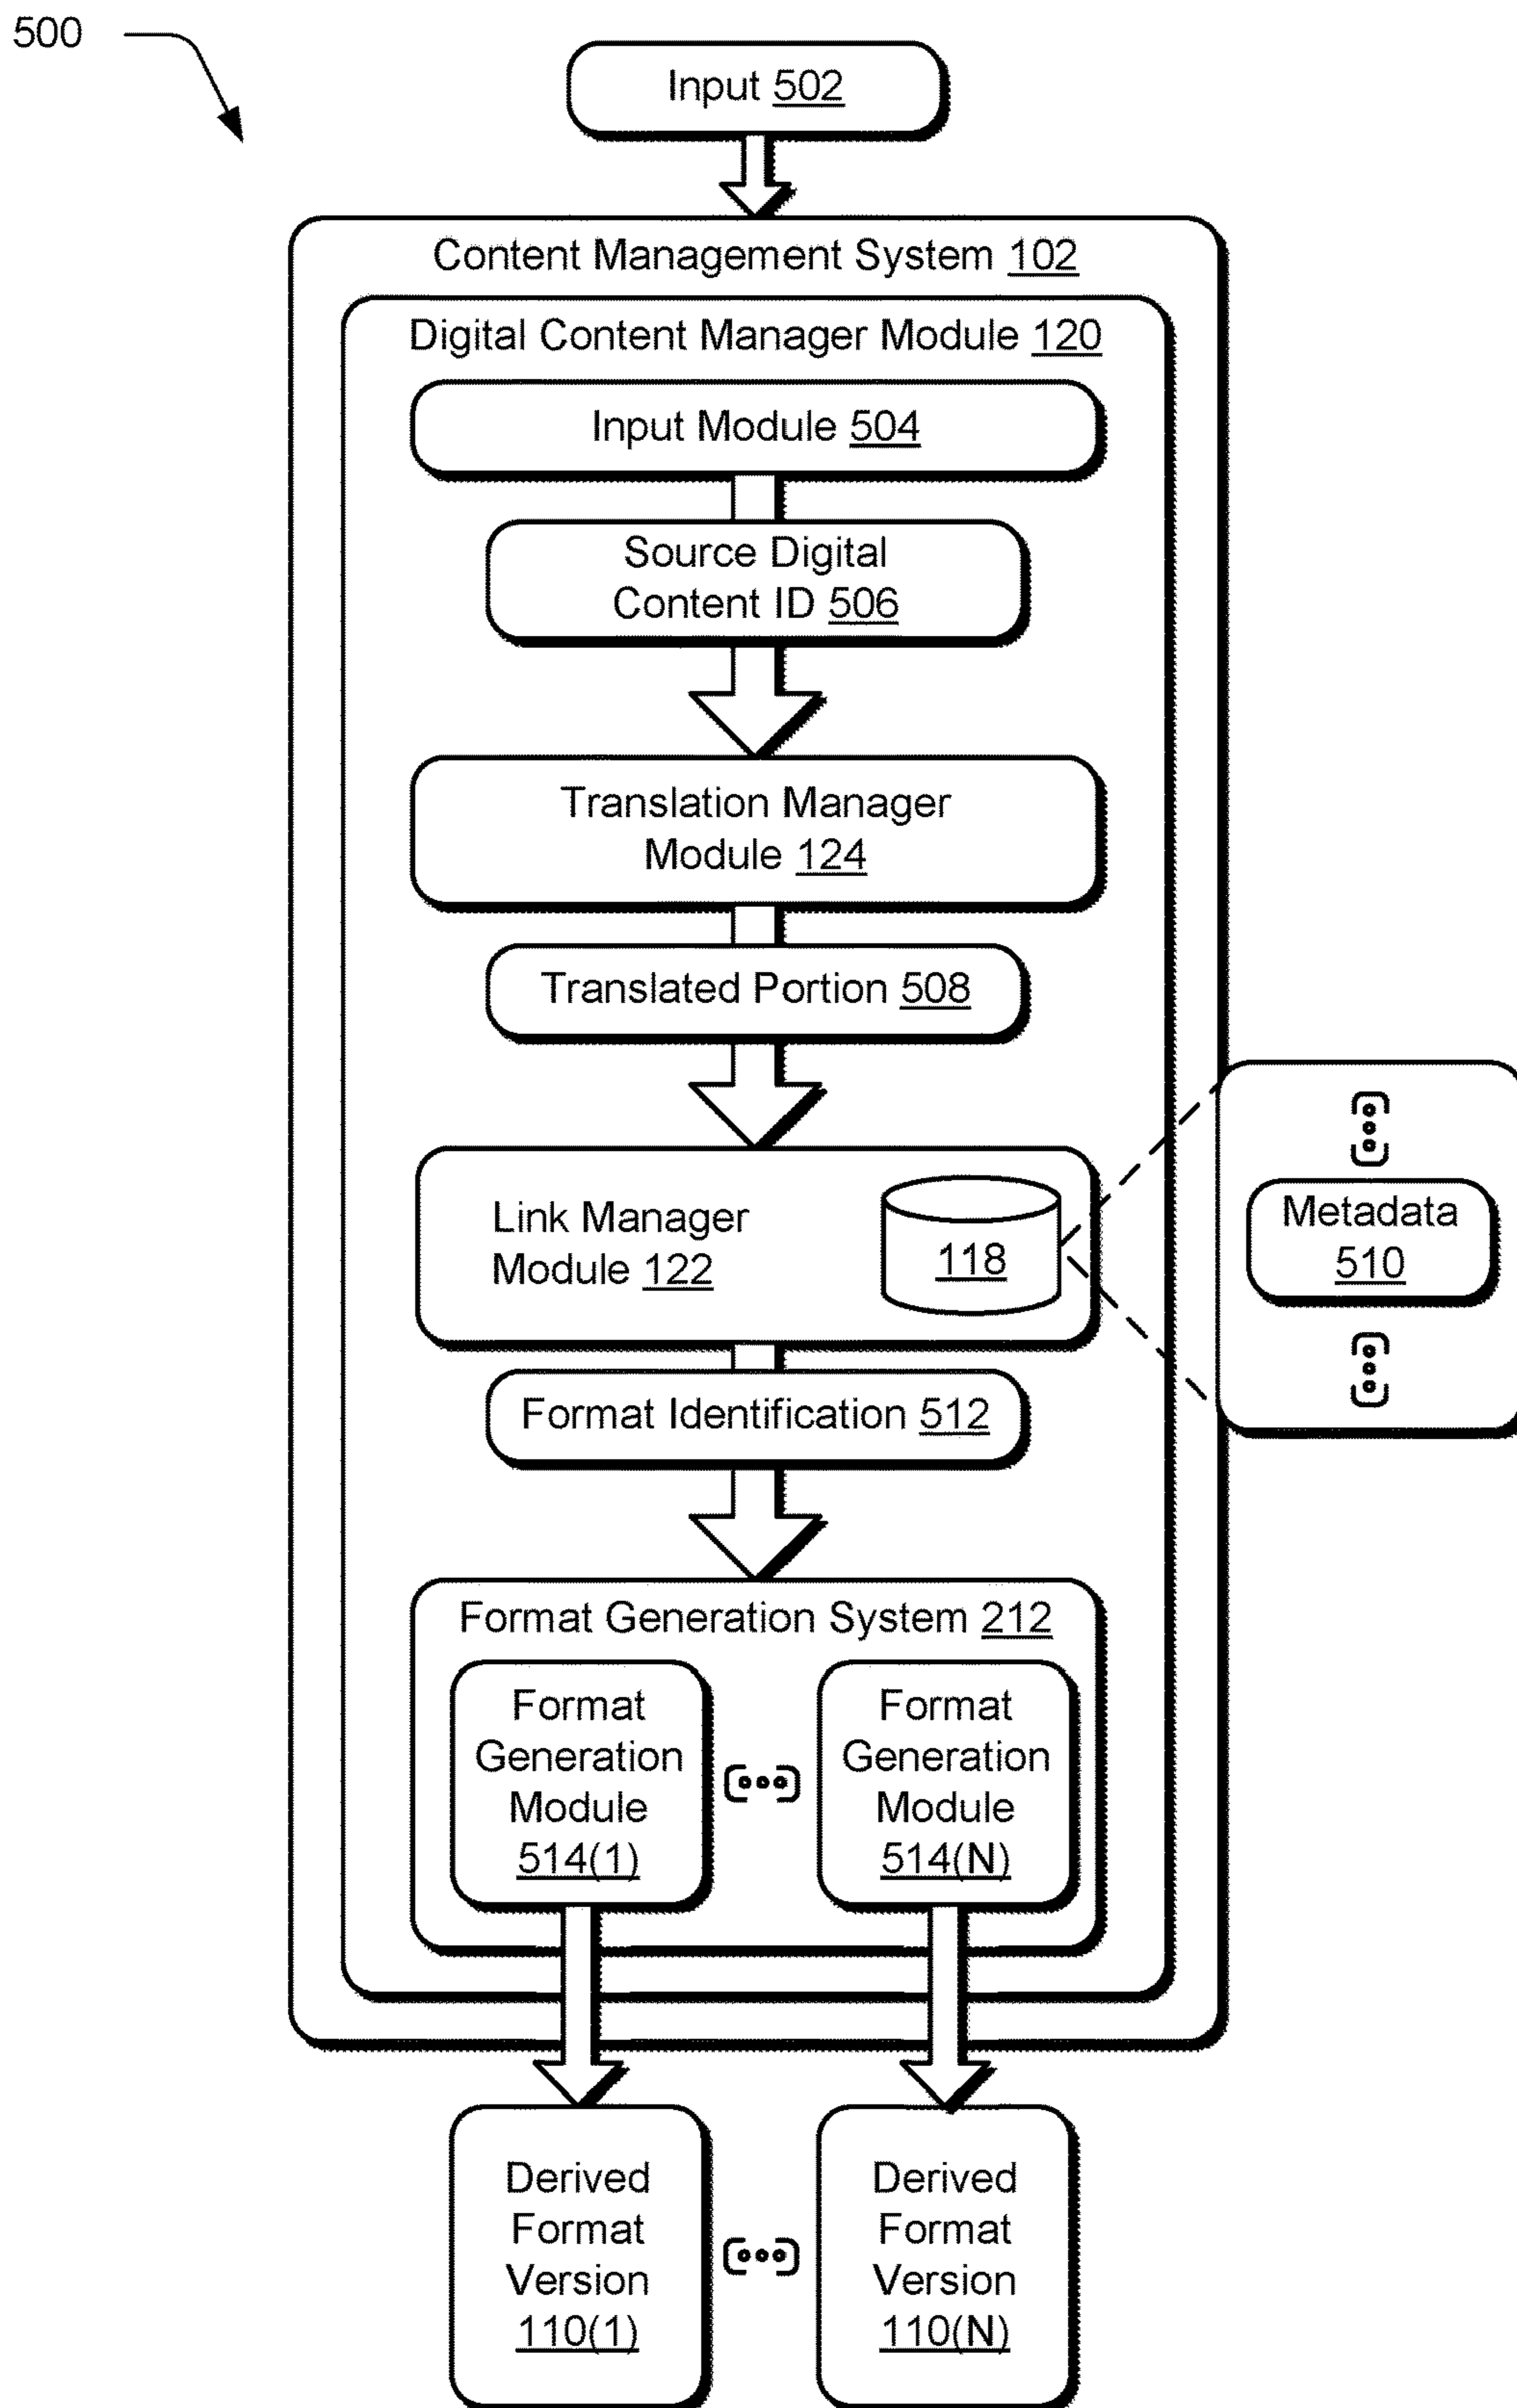 500
Input 502
Content Management System 102
Digital Content Manager Module 120
Input Module 504
Source Digital
Content ID 506
Translation Manager
Module 124
Translated Portion 508
Link Manager
Module 122
118
Metadata
510
Format Identification 512
Format Generation System 212
Format
Generation
Module
514(1)
Format
Generation
Module
514(N)
Derived
Format
Version
110(1)
Derived
Format
Version
110(N)